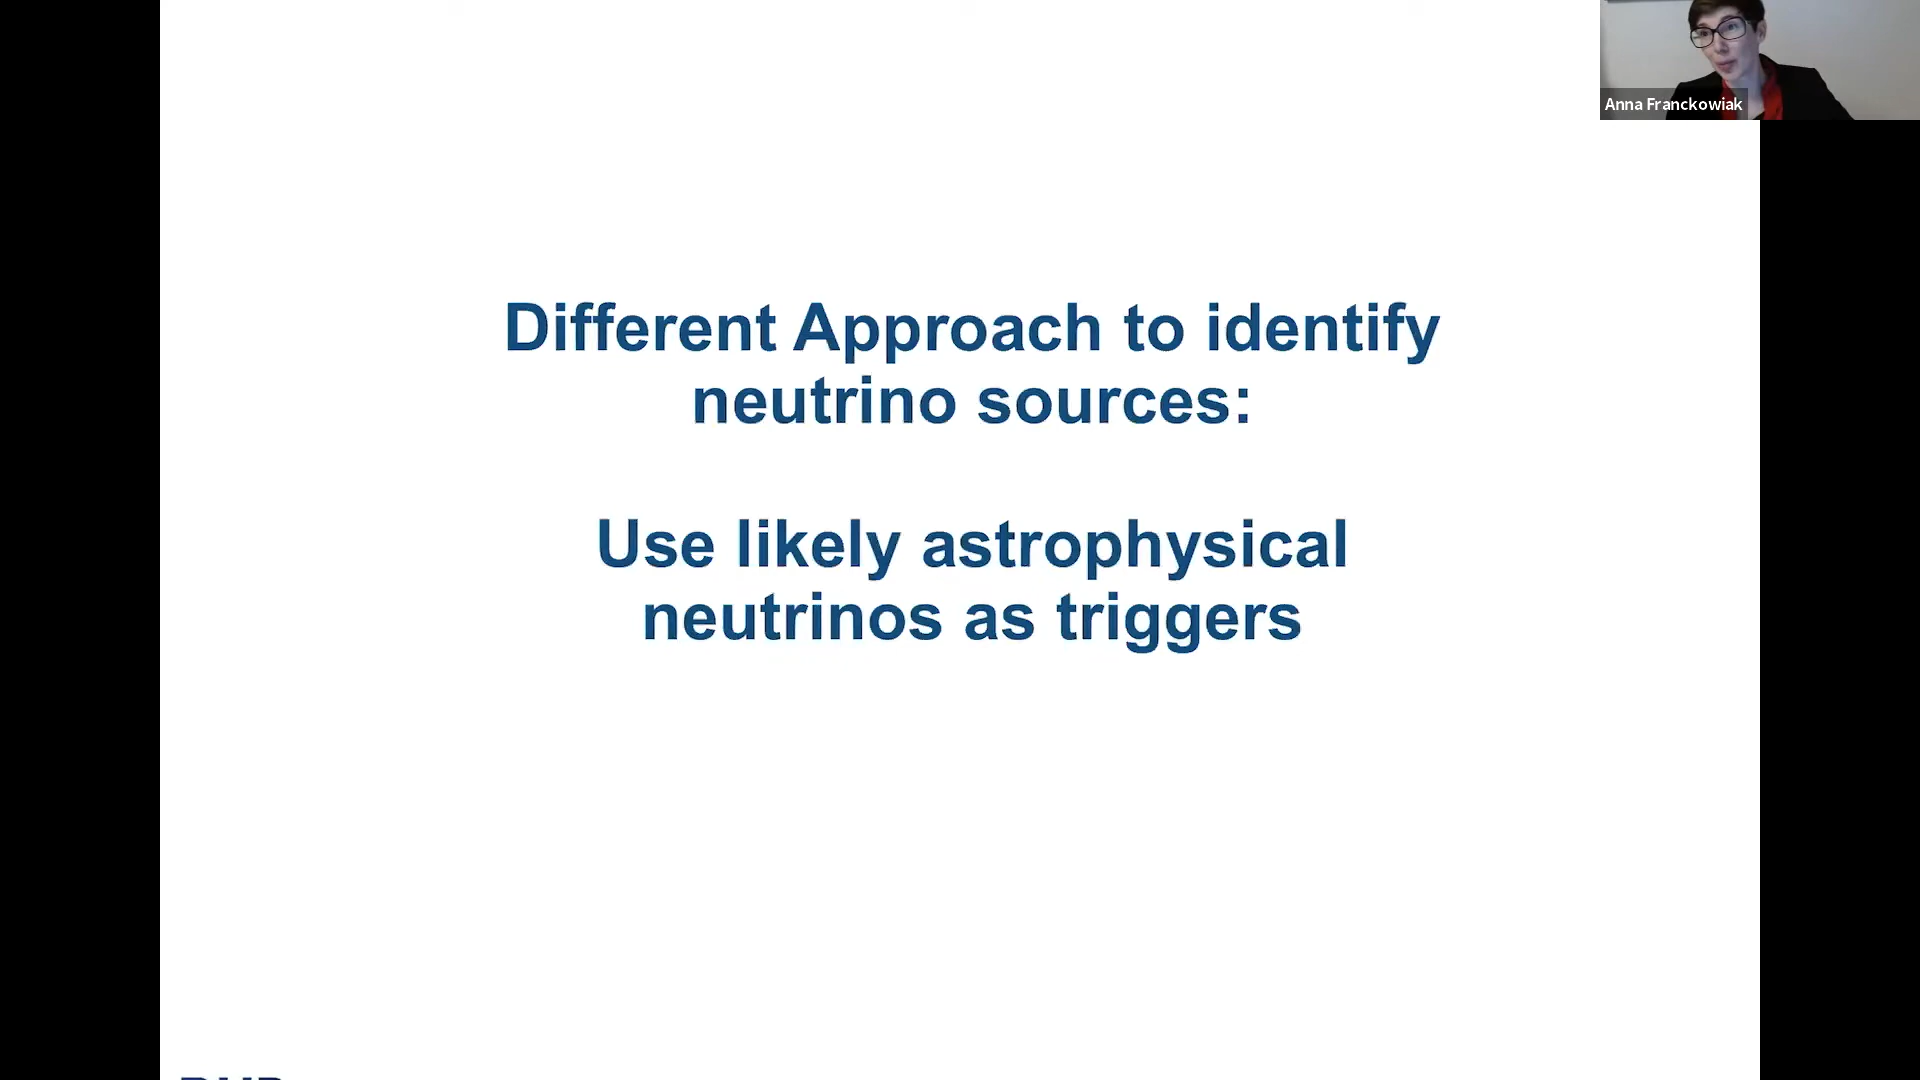 Anna Franckowiak
Different Approach to identify
neutrino sources:
Use likely astrophysical
neutrinos as triggers